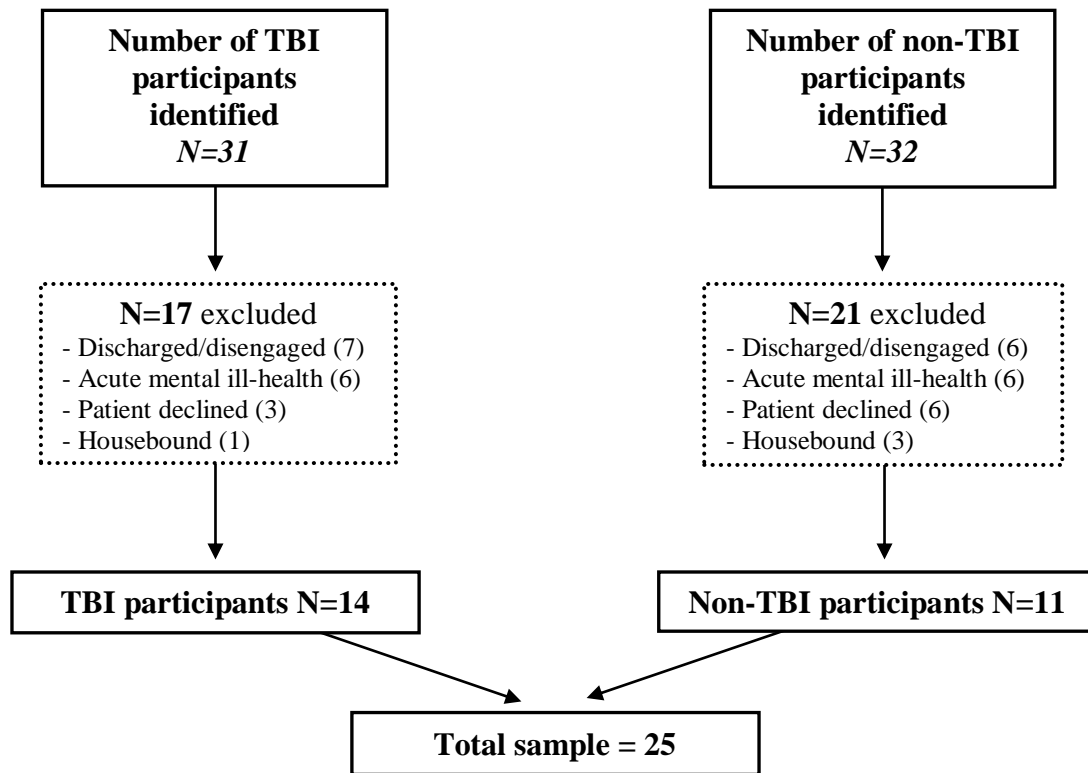 Number of TBI
participants
identified
N=31
Number of non-TBI
participants
identified
N=32
N=17 excluded
- Discharged/disengaged (7)
- Acute mental ill-health (6)
- Patient declined (3)
- Housebound (1)
N=21 excluded
- Discharged/disengaged (6)
- Acute mental ill-health (6)
- Patient declined (6)
- Housebound (3)
TBI participants N=14
Non-TBI participants N=11
Total sample = 25